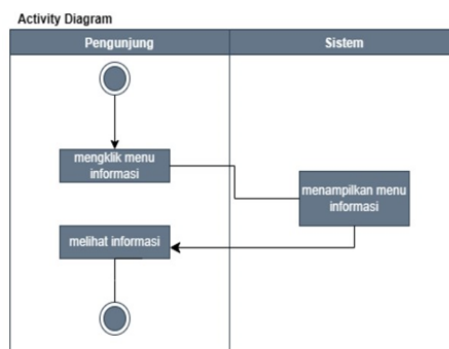 Activity Diagram
Pengunjung
Sistem
mengklik menu
informasi
menampilkan menu
informasi
melihat informasi